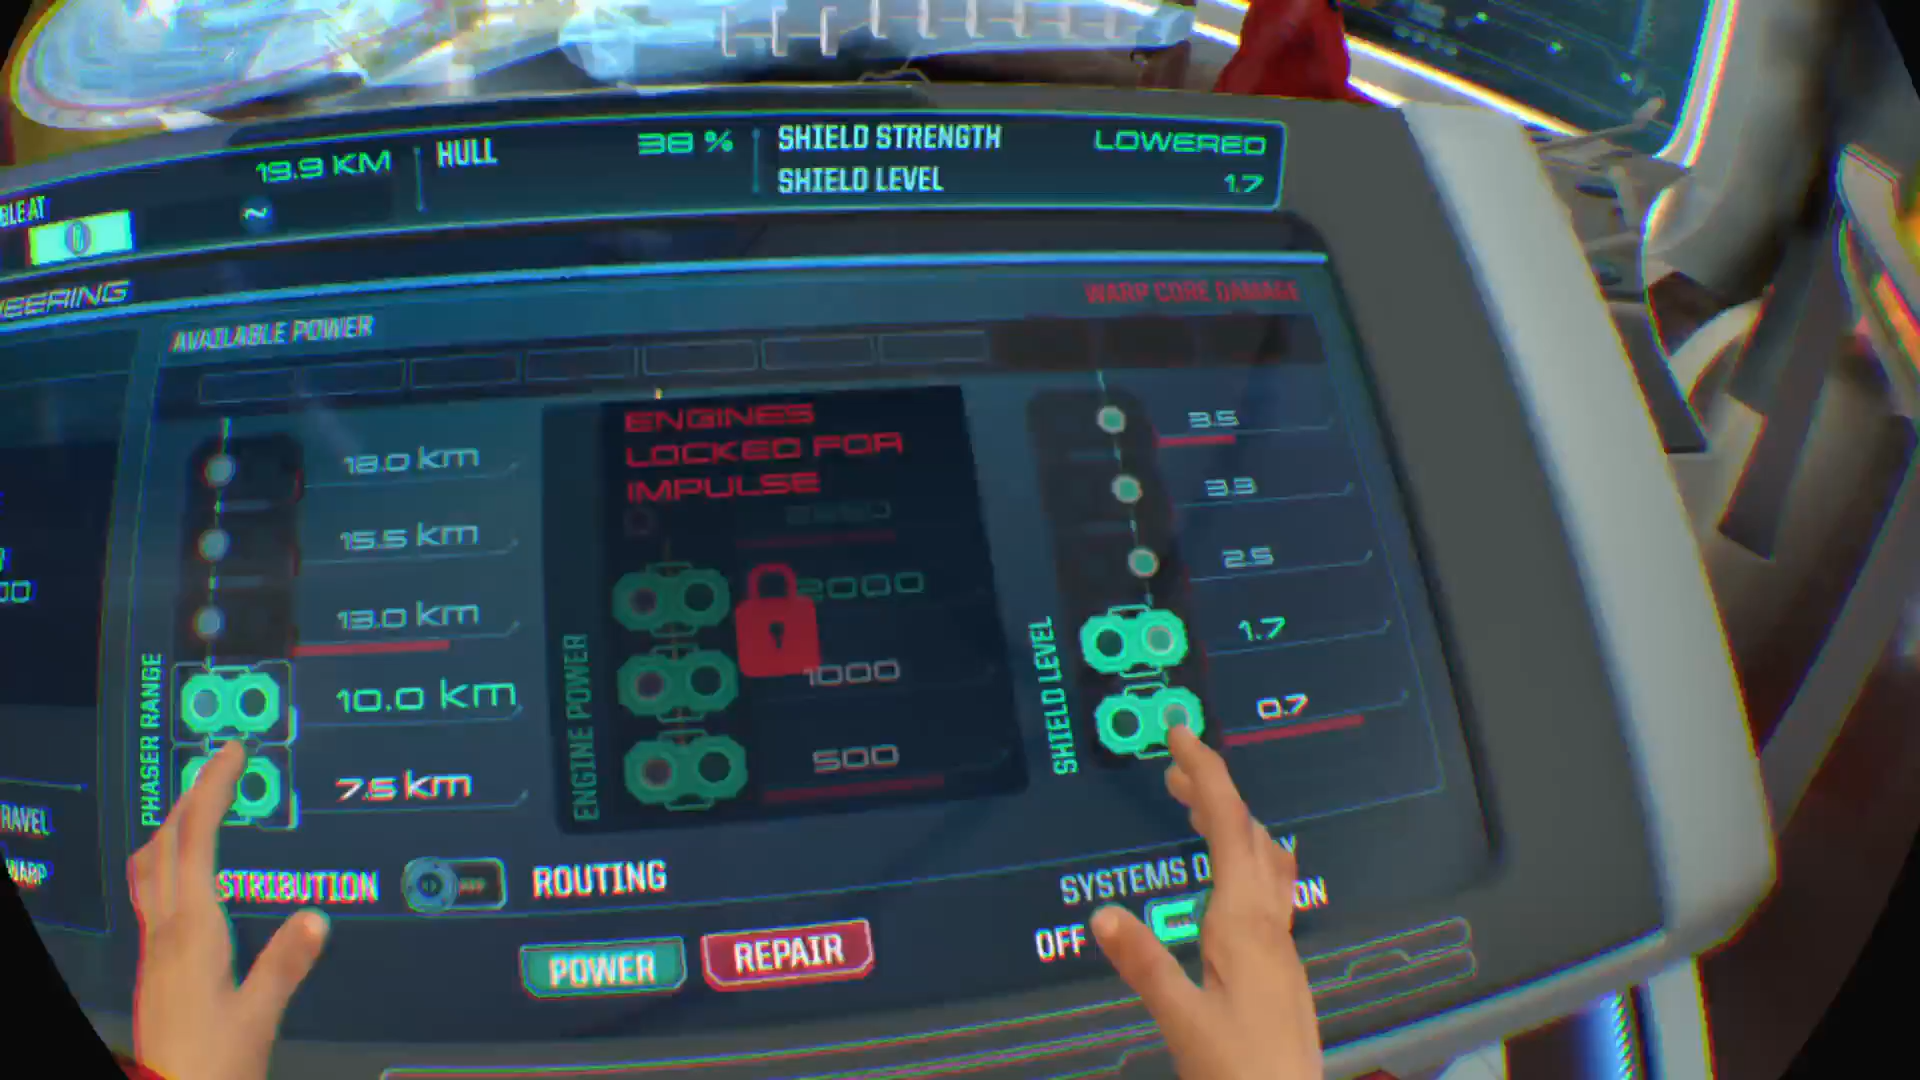 19.9 KM
HULL
38 %
SHIELD STRENGTH
LOWERED
SHIELD LEVEL
1.7
BLE AT
EERING
AVAILABLE POWER
WARP CORE DAMAGE
ENGINES
LOCKED FOR
IMPULSE
PHASER RANGE
18.0 km
15.5 km
13.0 km
10.0 km
7.5 km
ENGINE POWER
2000
1000
500
SHIELD LEVEL
3.5
3.3
2.5
1.7
0.7
RAVEL
WARP
STRIBUTION
ROUTING
POWER
REPAIR
SYSTEMS
OFF
ON